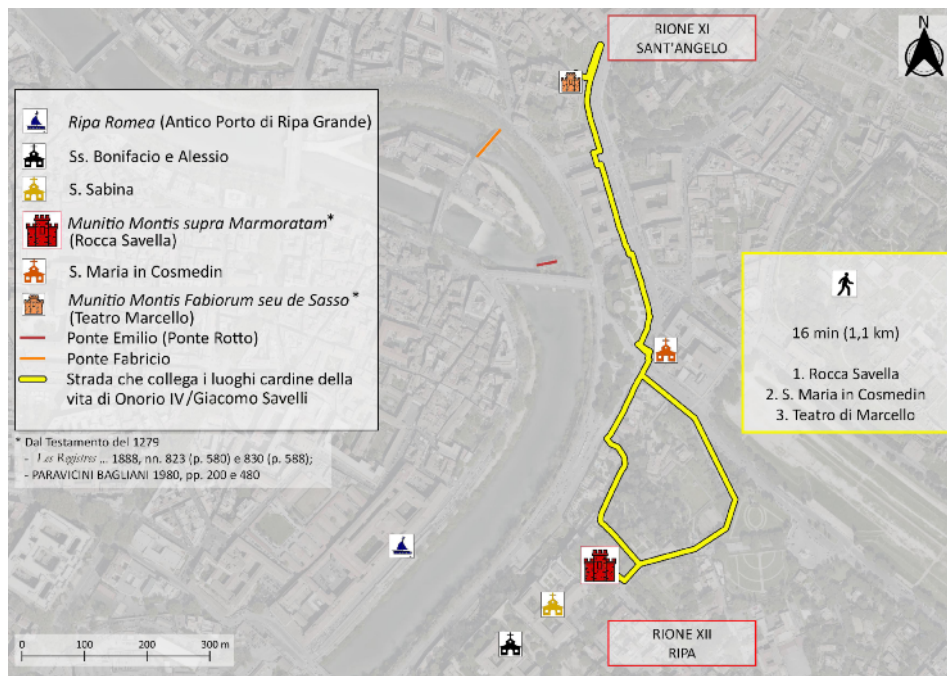 RIONE XI
SANT'ANGELO
N
Ripa Romea (Antico Porto di Ripa Grande)
Ss. Bonifacio e Alessio
S. Sabina
Munitio Montis supra Marmoratam*
(Rocca Savella)
S. Maria in Cosmedin
Munitio Montis Fabiorum seu de Sasso*
(Teatro Marcello)
Ponte Emilio (Ponte Rotto)
Ponte Fabricio
Strada che collega i luoghi cardine della
vita di Onorio IV/Giacomo Savelli
* Dal Testamento del 1279
- Les Registres ... 1888, nn. 823 (p. 580) e 830 (p. 588);
- PARAVICINI BAGLIANI 1980, pp. 200 e 480
16 min (1,1 km)
1. Rocca Savella
2. S. Maria in Cosmedin
3. Teatro di Marcello
0 100 200 300 m
RIONE XII
RIPA